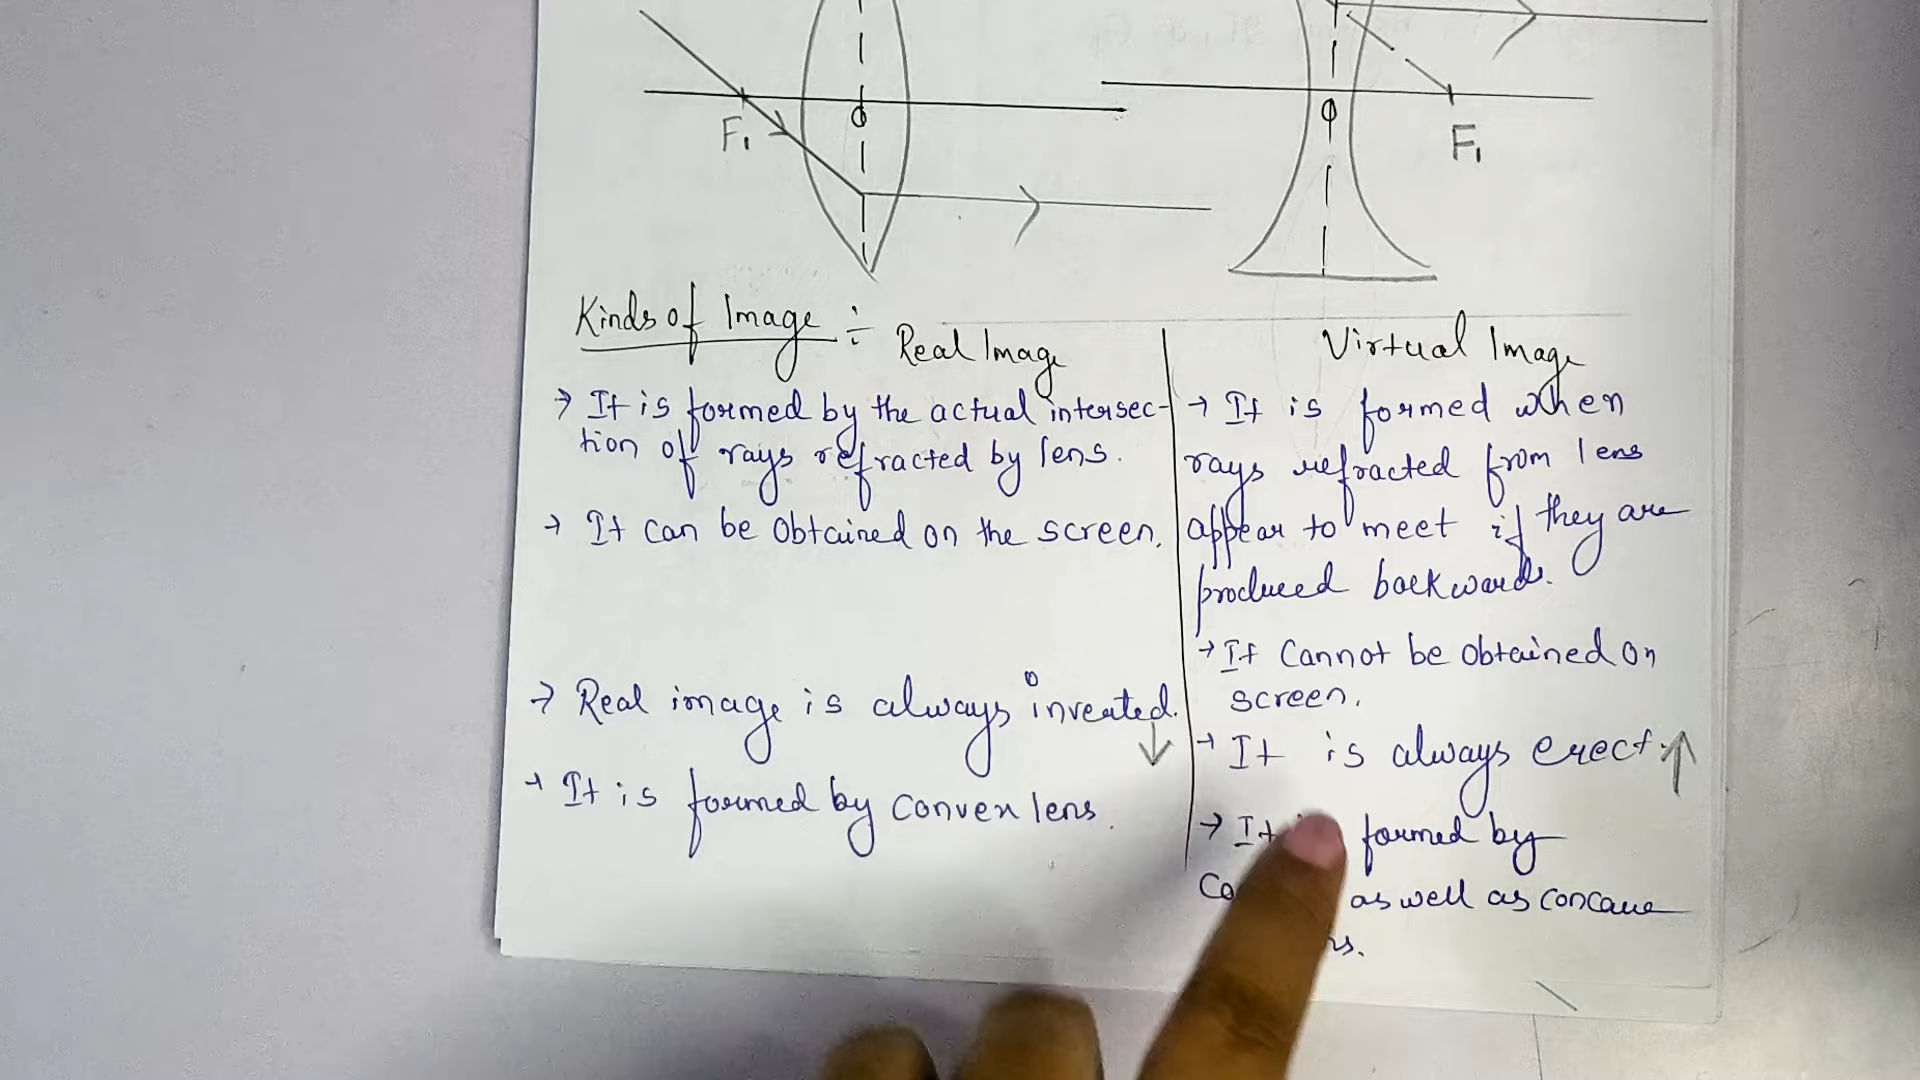 F₁
O
O
F₁
Kinds of Image :- Real Image
→ It is formed by the actual intersec-
tion of rays refracted by lens.
→ It can be obtained on the screen.
→ Real image is always inverted. ↓
→ It is formed by convex lens.
Virtual Image
→ It is formed when
rays refracted from lens
appear to meet if they are
produced backward.
→ It cannot be obtained on
screen.
→ It is always erect. ↑
→ It formed by
as well as concave